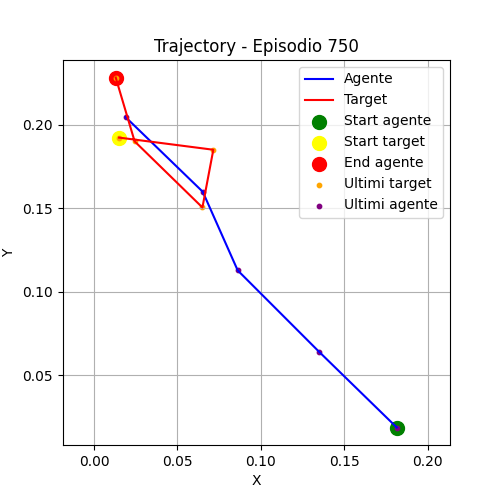 Trajectory - Episodio 750
Agente
Target
Start agente
Start target
End agente
Ultimi target
Ultimi agente
Y
0.20
0.15
0.10
0.05
0.00
0.05
0.10
0.15
0.20
X